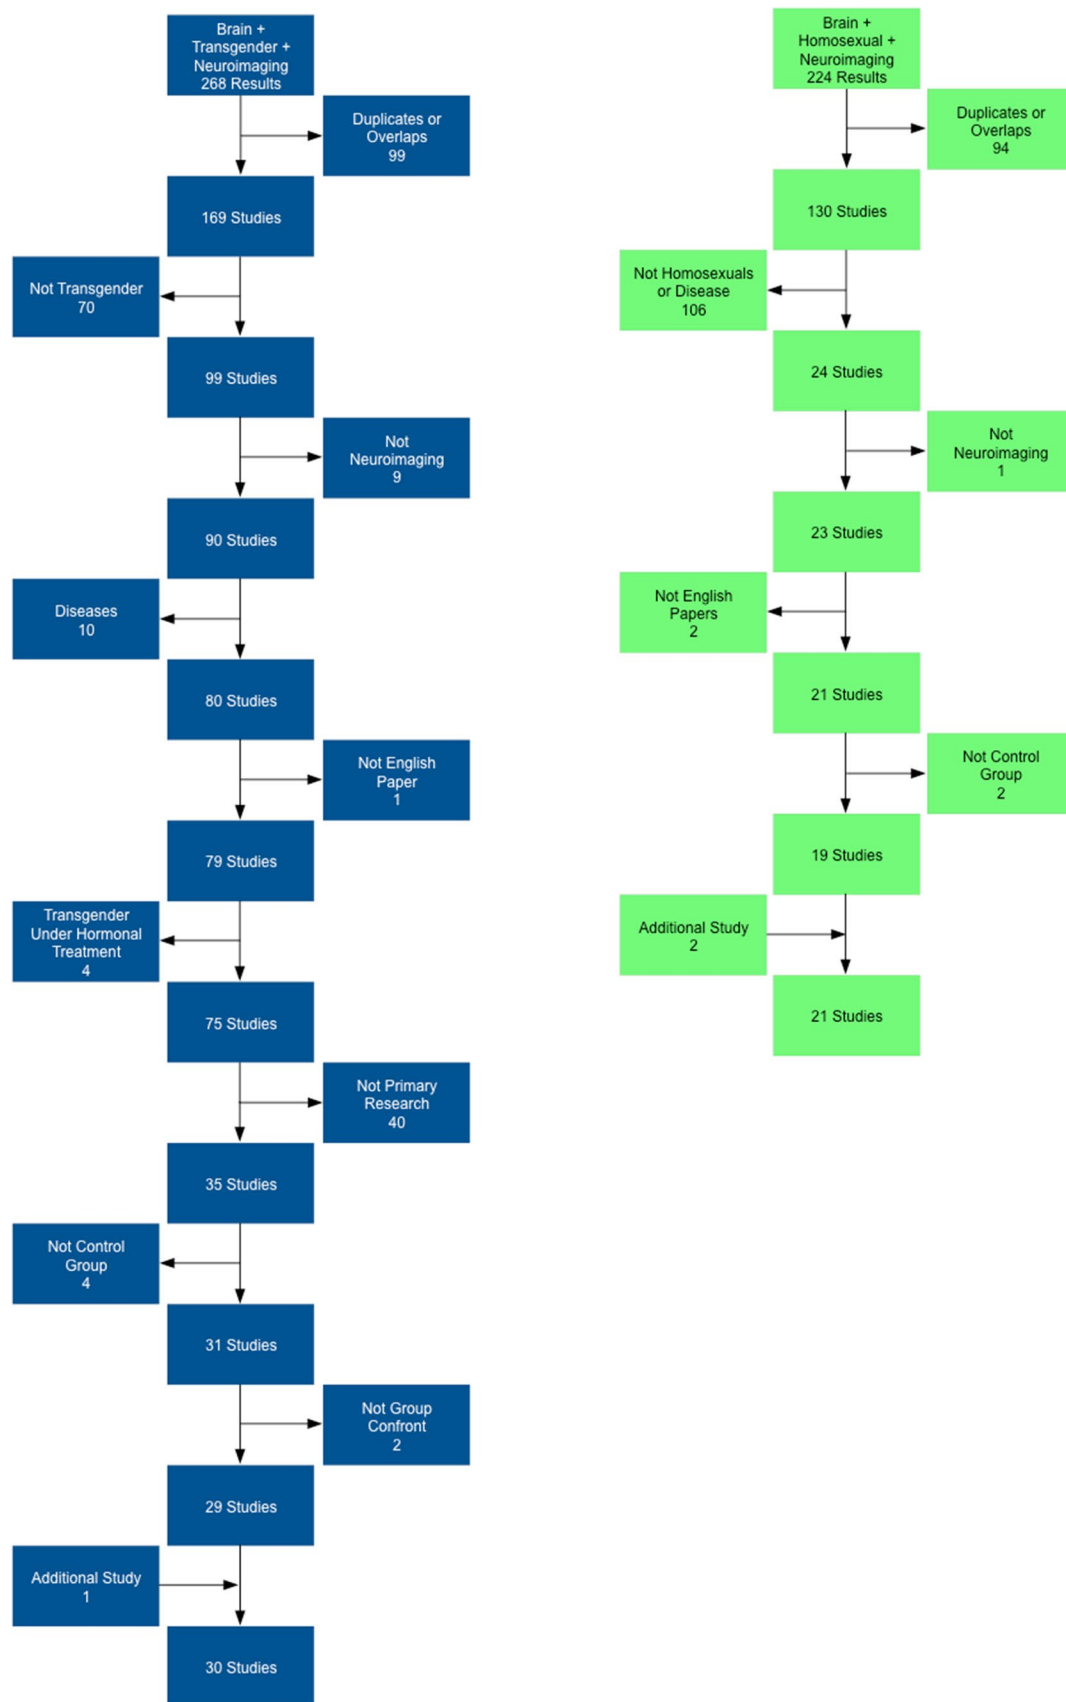 Brain +
Transgender +
Neuroimaging
268 Results
Duplicates or
Overlaps
99
169 Studies
Not Transgender
70
99 Studies
Not
Neuroimaging
9
90 Studies
Diseases
10
80 Studies
Not English
Paper
1
79 Studies
Transgender
Under Hormonal
Treatment
4
75 Studies
Not Primary
Research
40
35 Studies
Not Control
Group
4
31 Studies
Not Group
Confront
2
29 Studies
Additional Study
1
30 Studies
Brain +
Homosexual +
Neuroimaging
224 Results
Duplicates or
Overlaps
94
130 Studies
Not Homosexuals
or Disease
106
24 Studies
Not
Neuroimaging
1
23 Studies
Not English
Papers
2
21 Studies
Not Control
Group
2
19 Studies
Additional Study
2
21 Studies